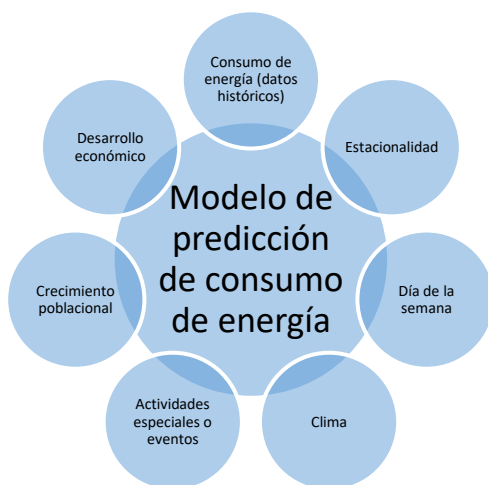 Consumo de
energía (datos
históricos)
Estacionalidad
Día de la
semana
Clima
Actividades
especiales o
eventos
Crecimiento
poblacional
Desarrollo
económico
Modelo de
predicción
de consumo
de energía